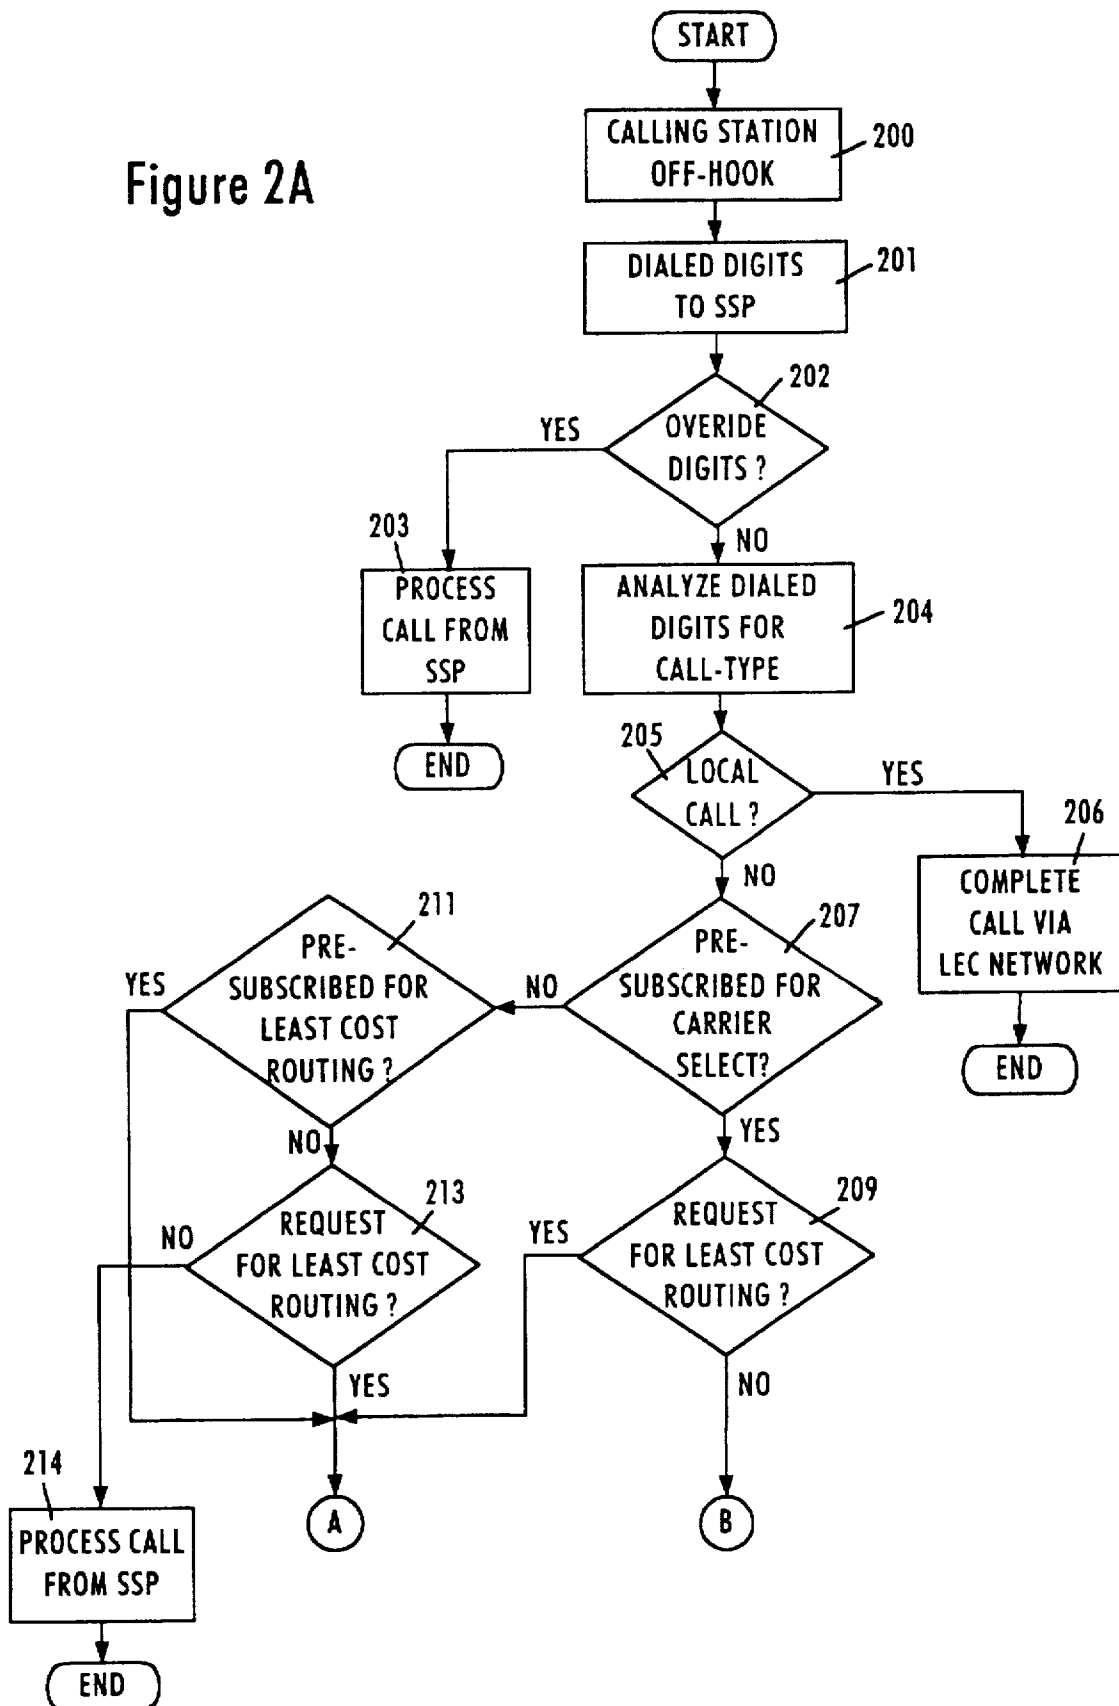 START
CALLING STATION
OFF-HOOK
200
Figure 2A
DIALED DIGITS
TO SSP
201
202
OVERIDE
DIGITS ?
YES
NO
203
PROCESS
CALL FROM
SSP
END
ANALYZE DIALED
DIGITS FOR
CALL-TYPE
204
205
LOCAL
CALL ?
YES
NO
206
COMPLETE
CALL VIA
LEC NETWORK
END
207
PRE-
SUBSCRIBED FOR
CARRIER
SELECT?
NO
YES
211
PRE-
SUBSCRIBED FOR
LEAST COST
ROUTING ?
YES
NO
213
REQUEST
FOR LEAST COST
ROUTING ?
NO
YES
209
REQUEST
FOR LEAST COST
ROUTING ?
YES
NO
214
PROCESS CALL
FROM SSP
END
A
B